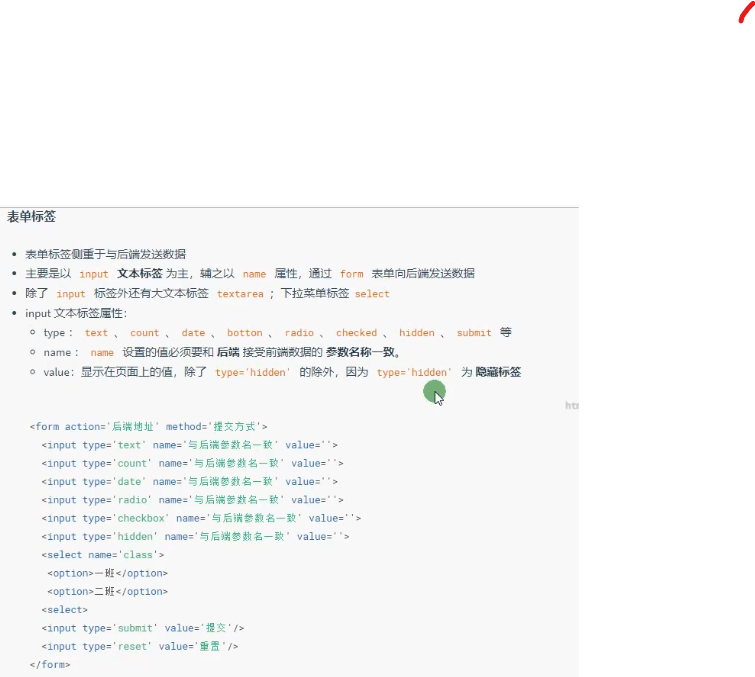 表单标签
表单标签侧重于与后端发送数据
主要是以 input 文本标签 为主，辅之以 name 属性，通过 form 表单向后端发送数据
除了 input 标签外还有大文本标签 textarea ；下拉菜单标签 select
input 文本标签属性：
type ： text 、 count 、 date 、 botton 、 radio 、 checked 、 hidden 、 submit 等
name ： name 设置的值必须要和 后端 接受前端数据的 参数名称一致。
value：显示在页面上的值，除了 type='hidden' 的除外，因为 type='hidden' 为 隐藏标签
<form action='后端地址' method='提交方式'>
<input type='text' name='与后端参数名一致' value=''>
<input type='count' name='与后端参数名一致' value=''>
<input type='date' name='与后端参数名一致' value=''>
<input type='radio' name='与后端参数名一致' value=''>
<input type='checkbox' name='与后端参数名一致' value=''>
<input type='hidden' name='与后端参数名一致' value=''>
<select name='class'>
<option>一班</option>
<option>二班</option>
<select>
<input type='submit' value='提交'/>
<input type='reset' value='重置'/>
</form>